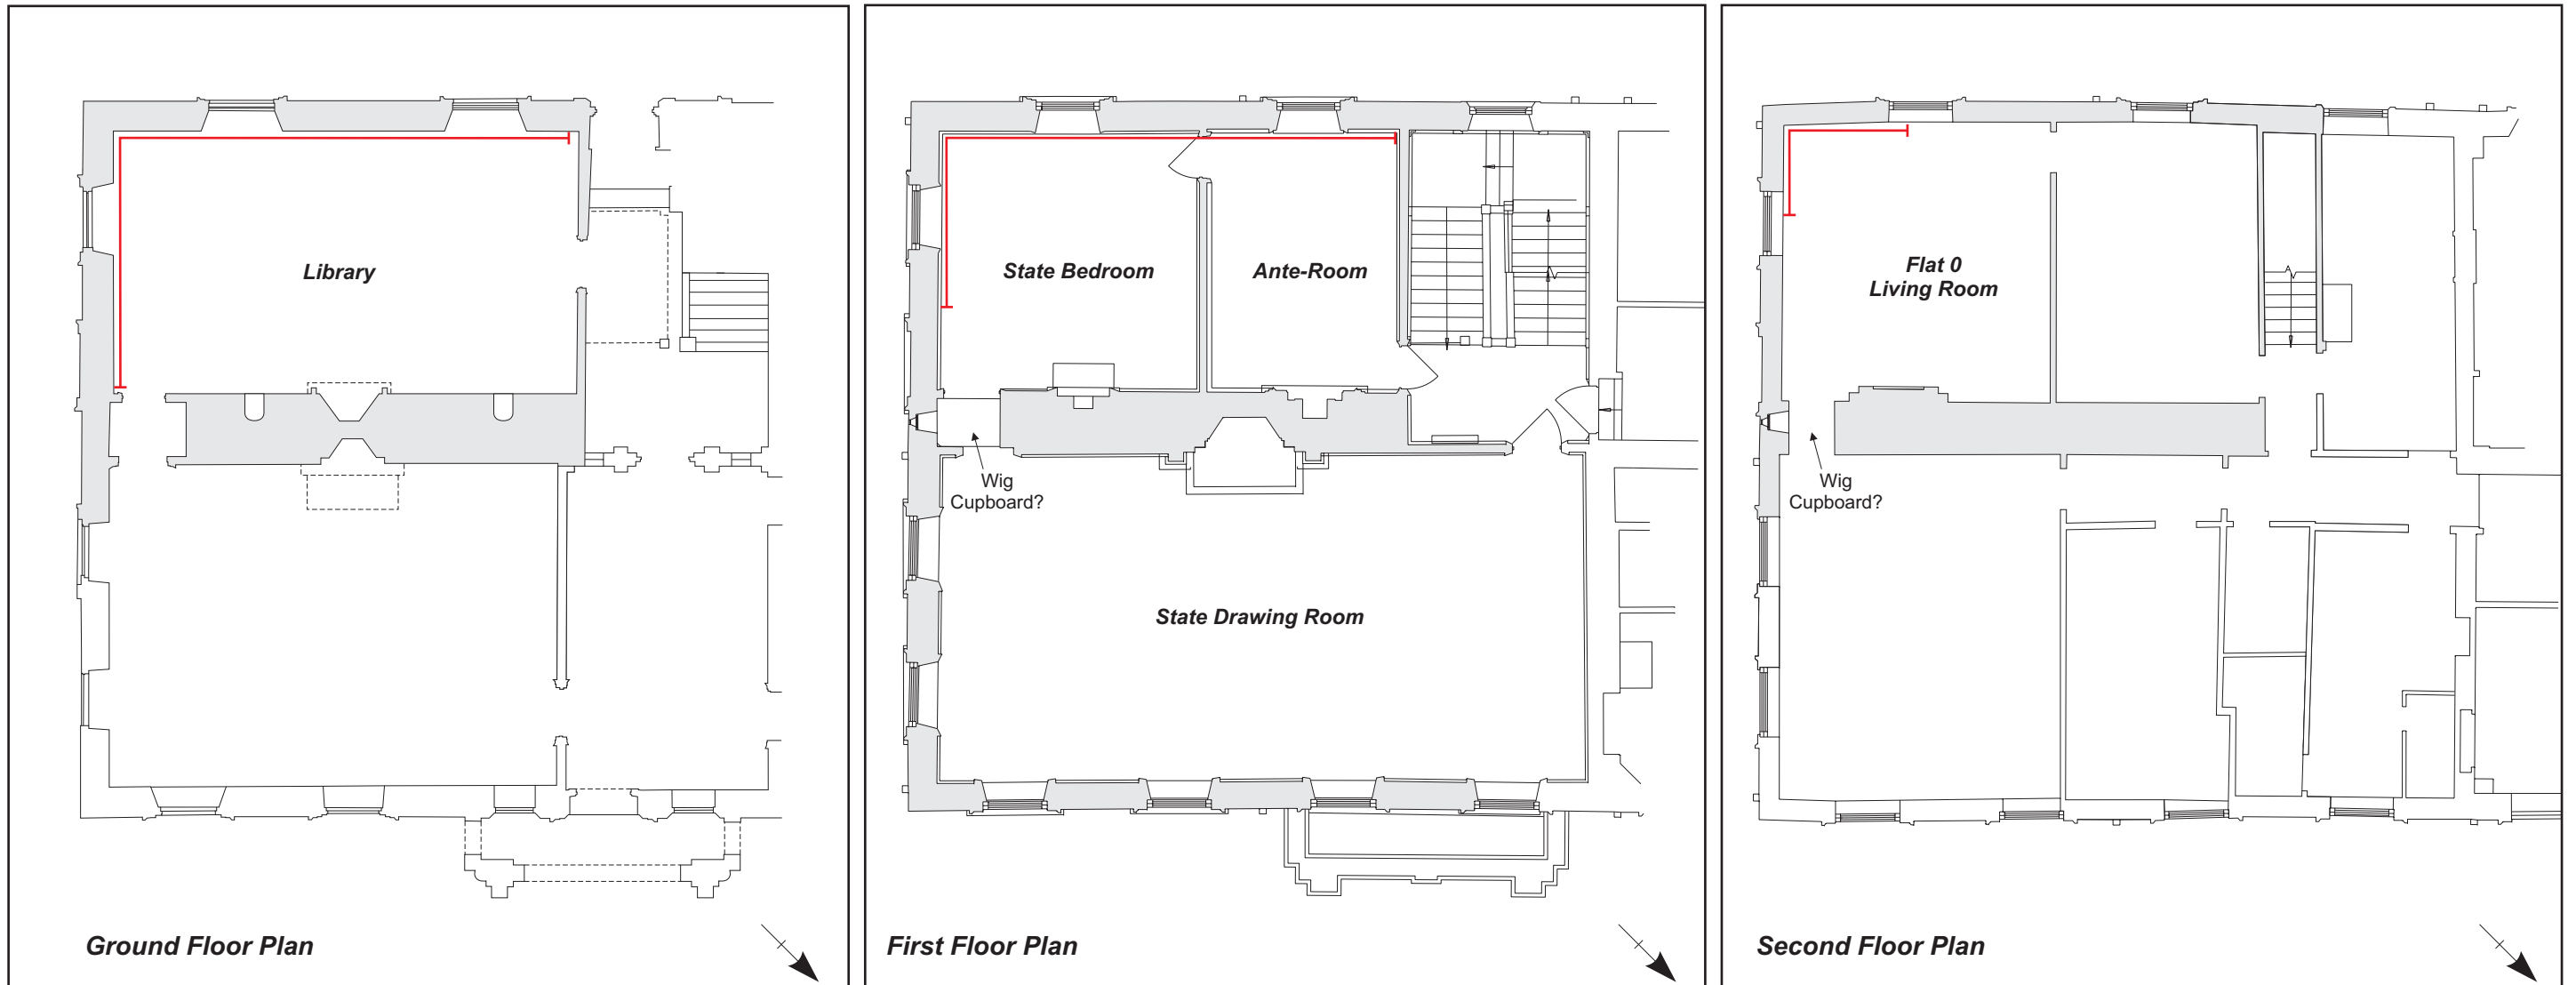 Library
Ground Floor Plan
State Bedroom
Ante-Room
Wig
Cupboard?
State Drawing Room
First Floor Plan
Flat 0
Living Room
Wig
Cupboard?
Second Floor Plan